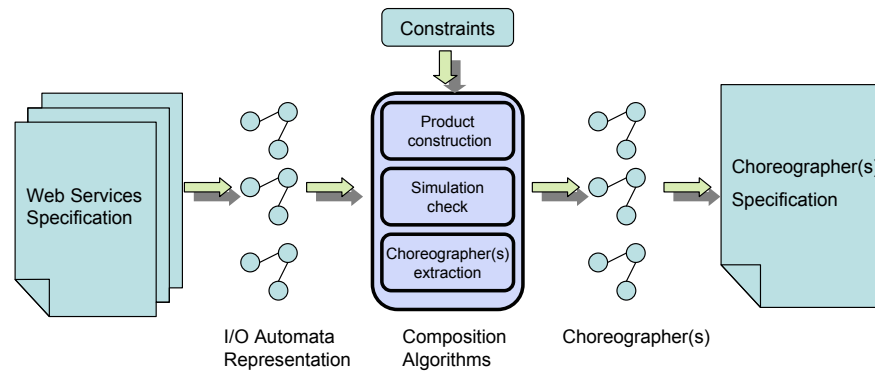 Constraints
Web Services
Specification
Product
construction
Simulation
check
Choreographer(s)
extraction
Choreographer(s)
Specification
I/O Automata
Representation
Composition
Algorithms
Choreographer(s)